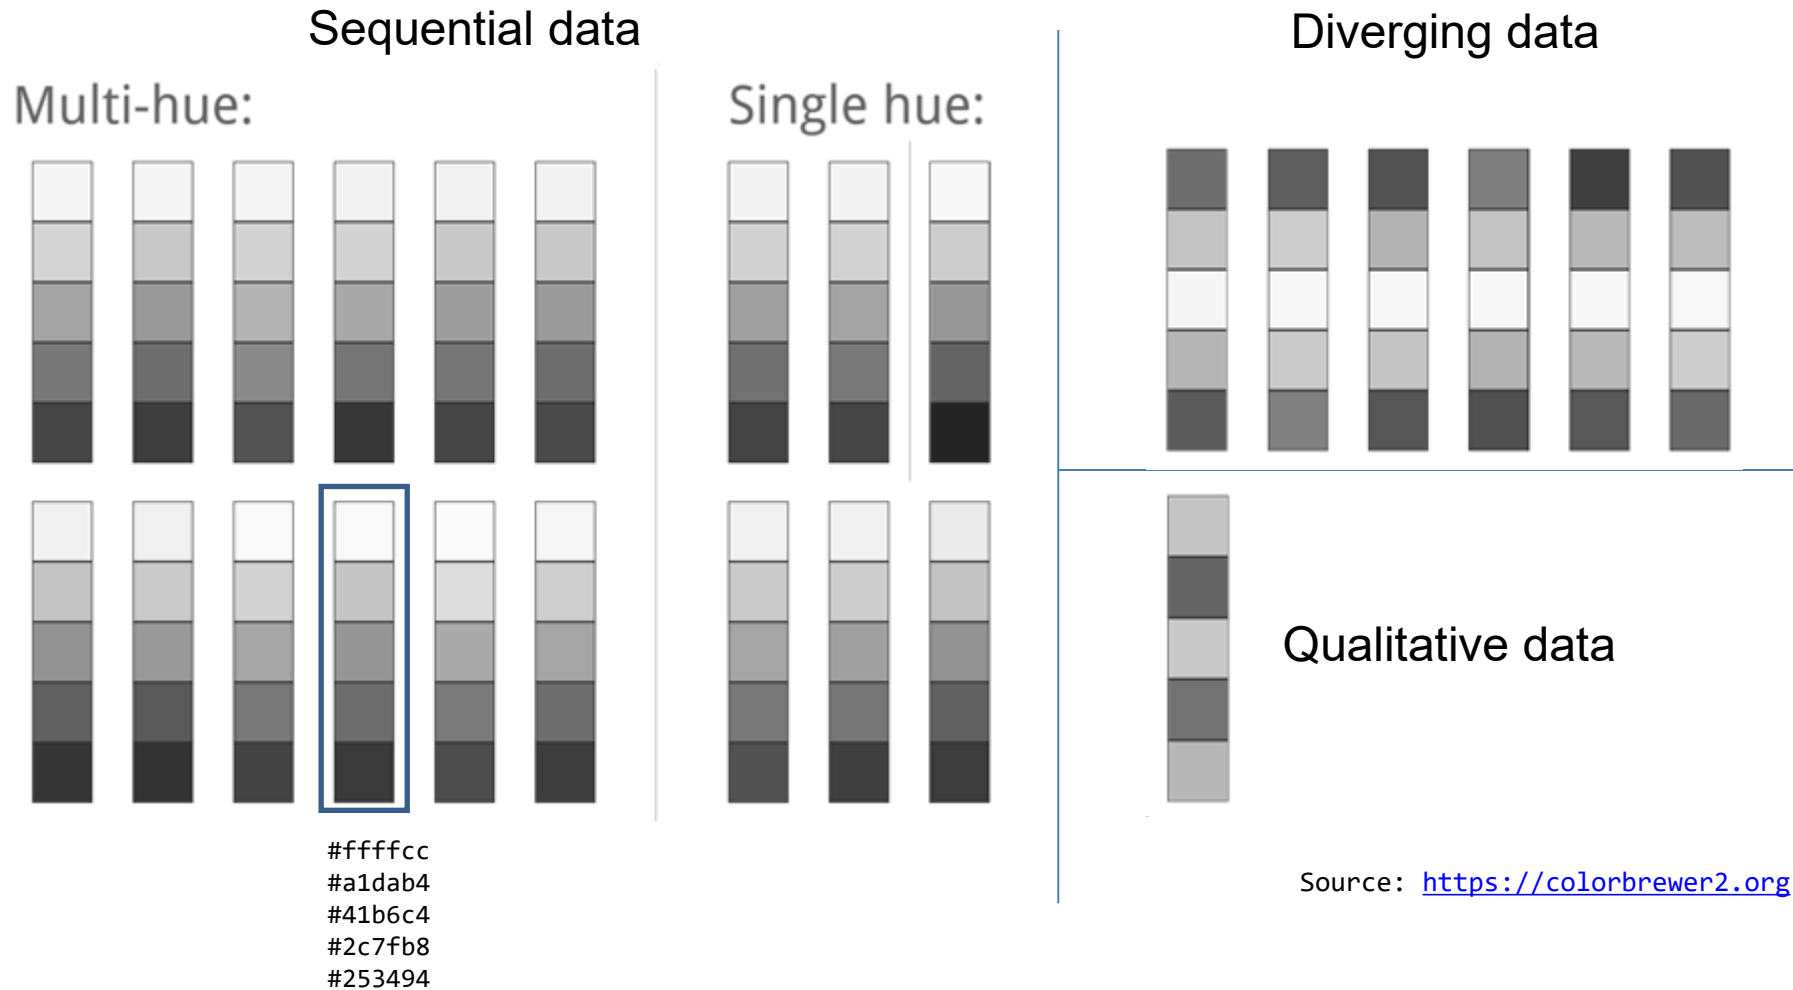 Sequential data
Multi-hue:
Single hue:
#ffffcc
#a1dab4
#41b6c4
#2c7fb8
#253494
Diverging data
Qualitative data
Source: https://colorbrewer2.org